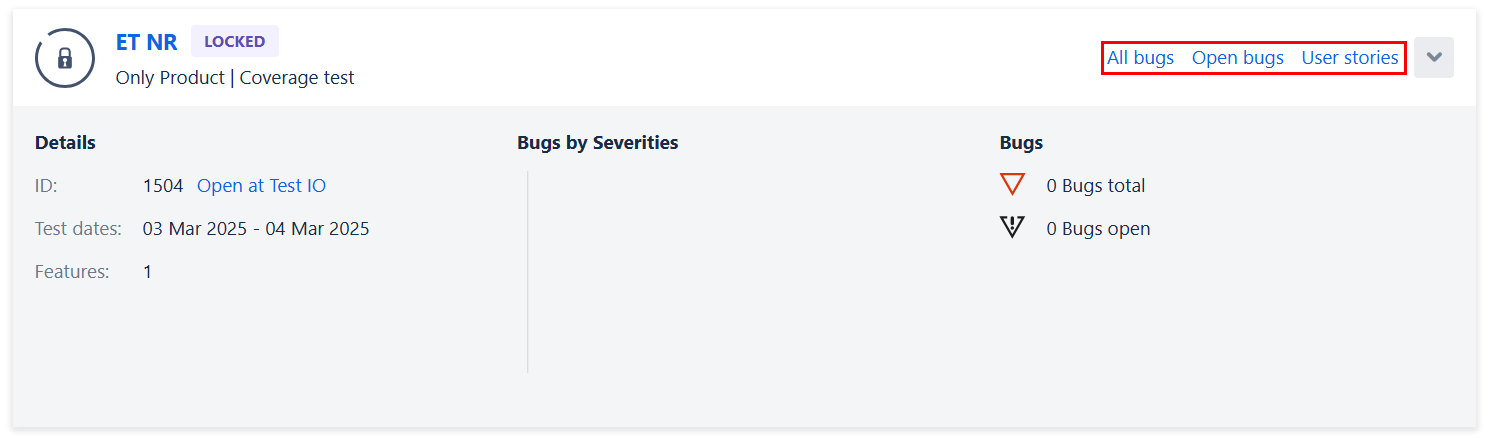 ET NR LOCKED
Only Product | Coverage test
All bugs Open bugs User stories
Details
ID: 1504 Open at Test IO
Test dates: 03 Mar 2025 - 04 Mar 2025
Features: 1
Bugs by Severities
Bugs
0 Bugs total
0 Bugs open